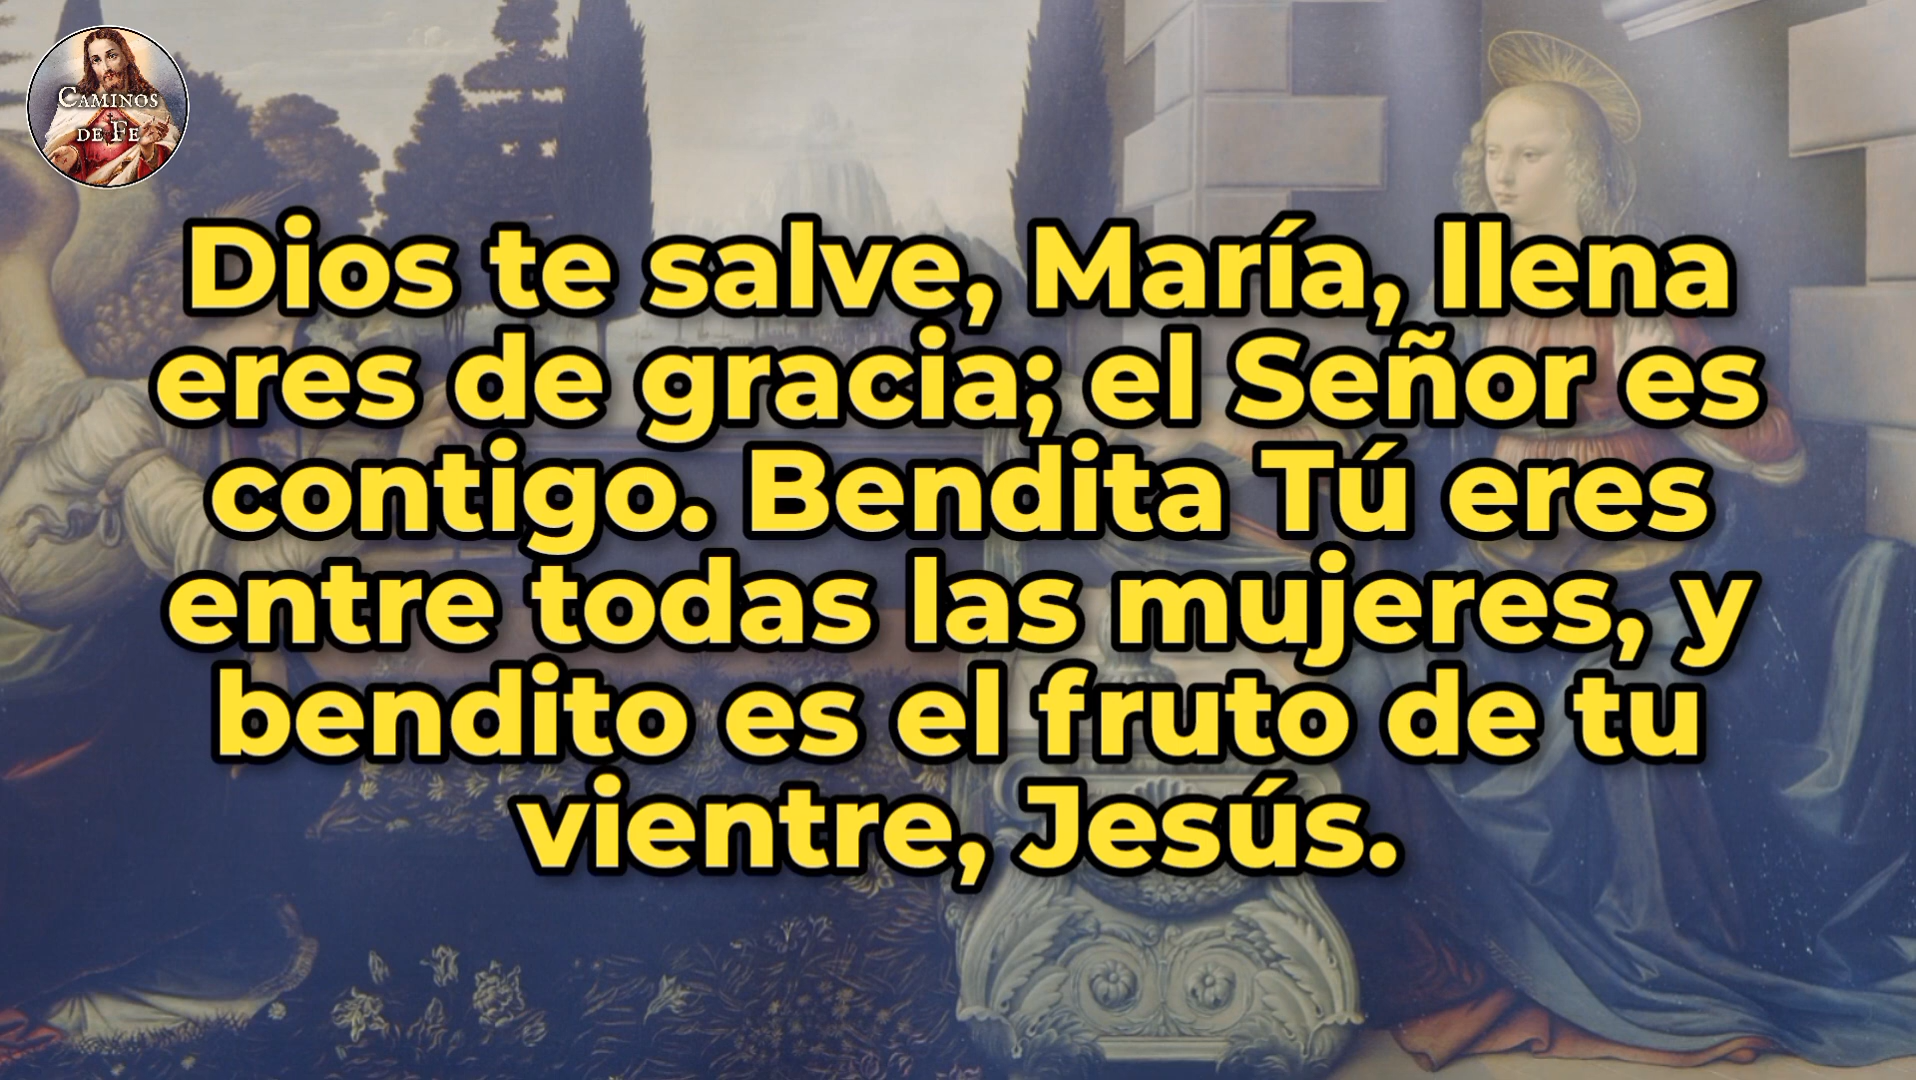 CAMINOS
DE FE
Dios te salve, María, llena
eres de gracia; el Señor es
contigo. Bendita Tú eres
entre todas las mujeres, y
bendito es el fruto de tu
vientre, Jesús.